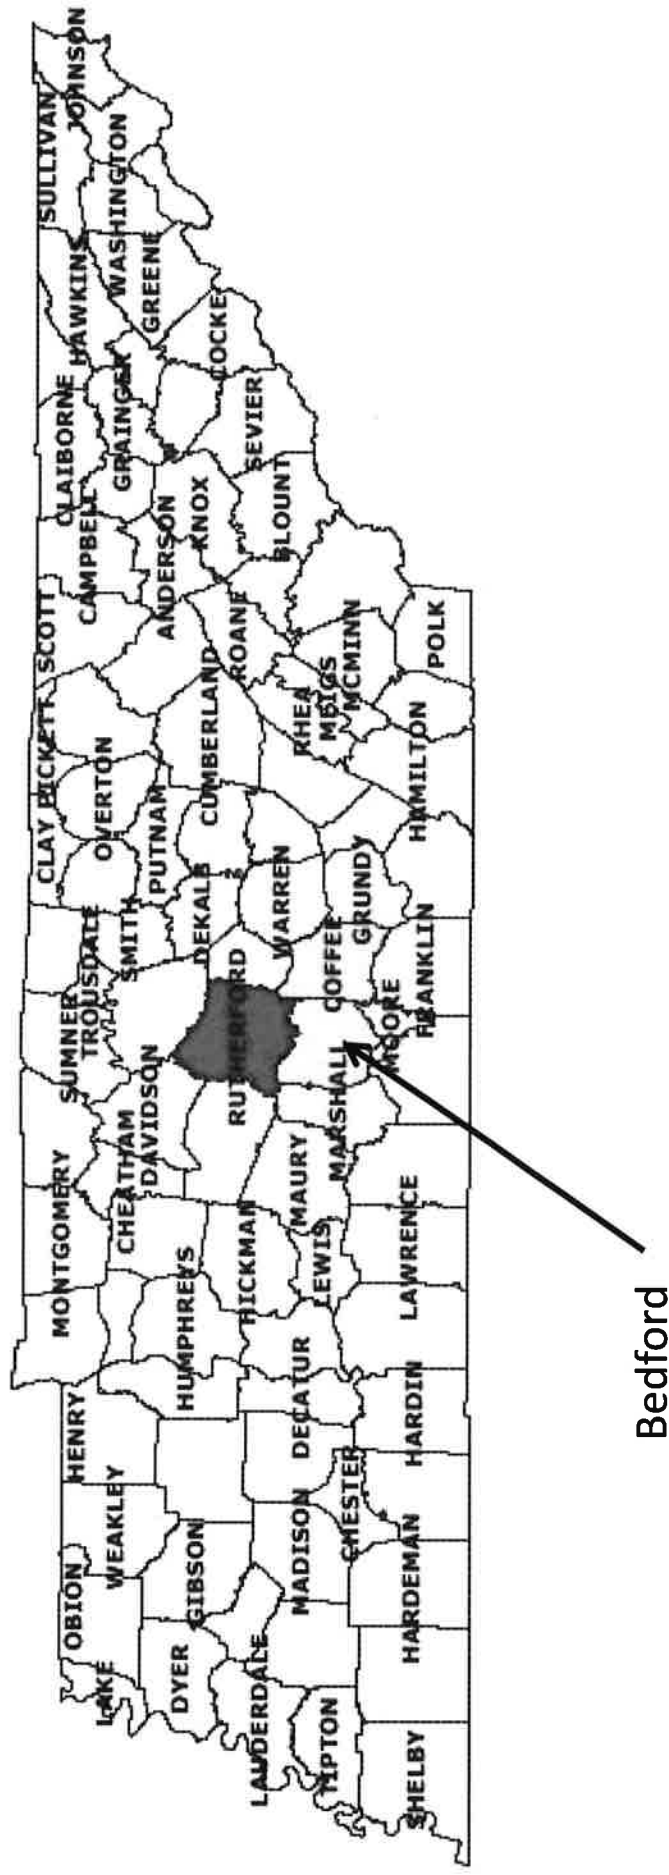 CLAY PICKETT SCOTT SULLIVAN
MONTGOMERY SUMNER CLAIBORNE
OBION HENRY TROUSDALE CAMPBELL HAWKINS JOHNSON
LAKE WEAKLEY CHEATHAM SMITH OVERTON GRAINGER WASHINGTON
DAVIDSON PUTNAM ANDERSON GREENE
DYER GIBSON HUMPHREYS DEKALB CUMBERLAND KNOX COCKE
LAUDERDALE HICKMAN RUTHERFORD ROANE SEVIER
MADISON DECATUR MAURY WARREN RHEA BLOUNT
TIPTON LEWIS MARSHALL COFFEE MEIGS
CHESTER GRUNDY MCMINN
SHELBY HARDEMAN HARDIN LAWRENCE MOORE FRANKLIN HAMILTON POLK
Bedford